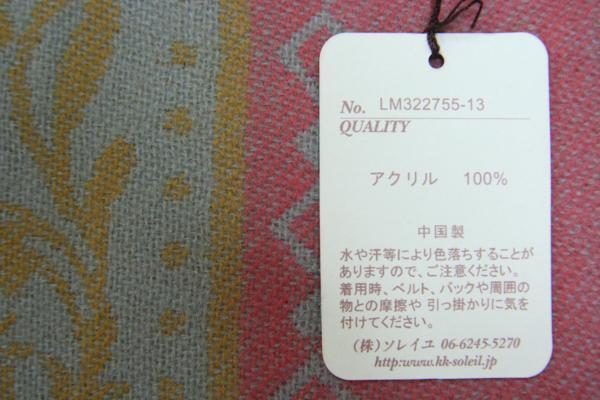 No. LM322755-13
QUALITY
アクリル 100%
中国製
水や汗等により色落ちすることが
ありますので、ご注意ください。
着用時、ベルト、バックや周囲の
物との摩擦や 引っ掛かりに気を
付けてください。
(株)ソレイユ 06-6245-5270
http:www.kk-soleil.jp